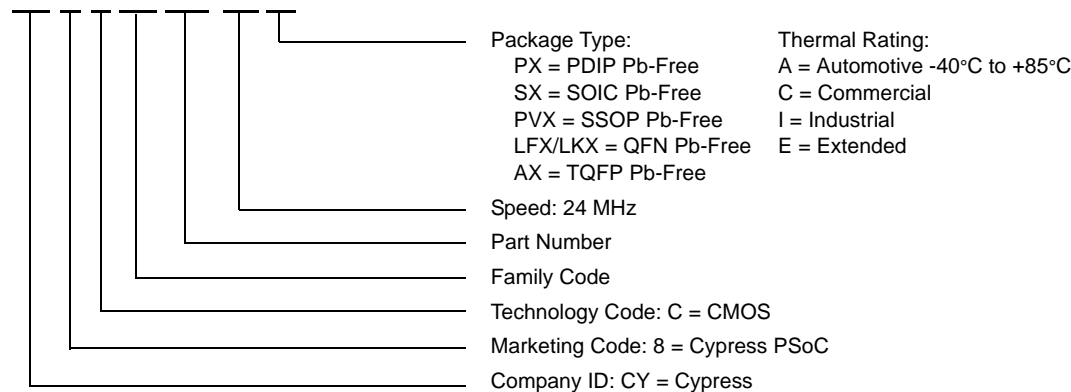 Package Type:
PX = PDIP Pb-Free
SX = SOIC Pb-Free
PVX = SSOP Pb-Free
LFX/LKX = QFN Pb-Free
AX = TQFP Pb-Free
Thermal Rating:
A = Automotive -40°C to +85°C
C = Commercial
I = Industrial
E = Extended
Speed: 24 MHz
Part Number
Family Code
Technology Code: C = CMOS
Marketing Code: 8 = Cypress PSoC
Company ID: CY = Cypress